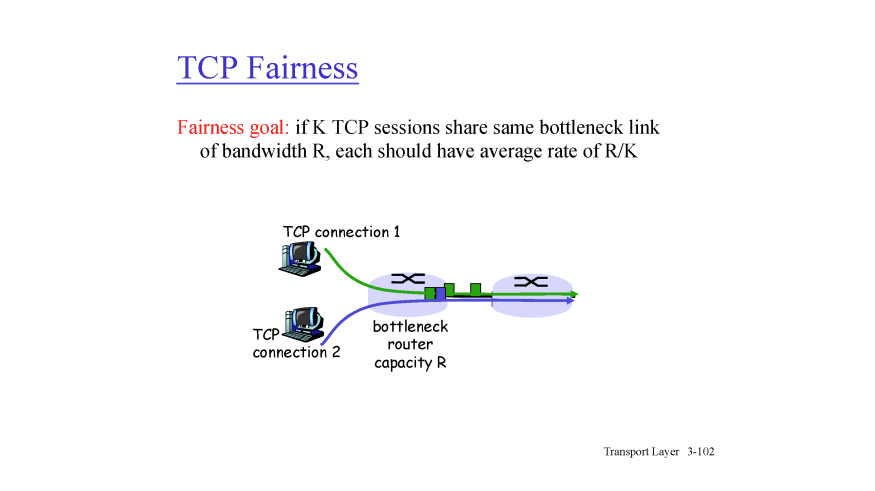 TCP Fairness
Fairness goal: if K TCP sessions share same bottleneck link
of bandwidth R, each should have average rate of R/K
TCP connection 1
TCP
connection 2
bottleneck
router
capacity R
Transport Layer 3-102